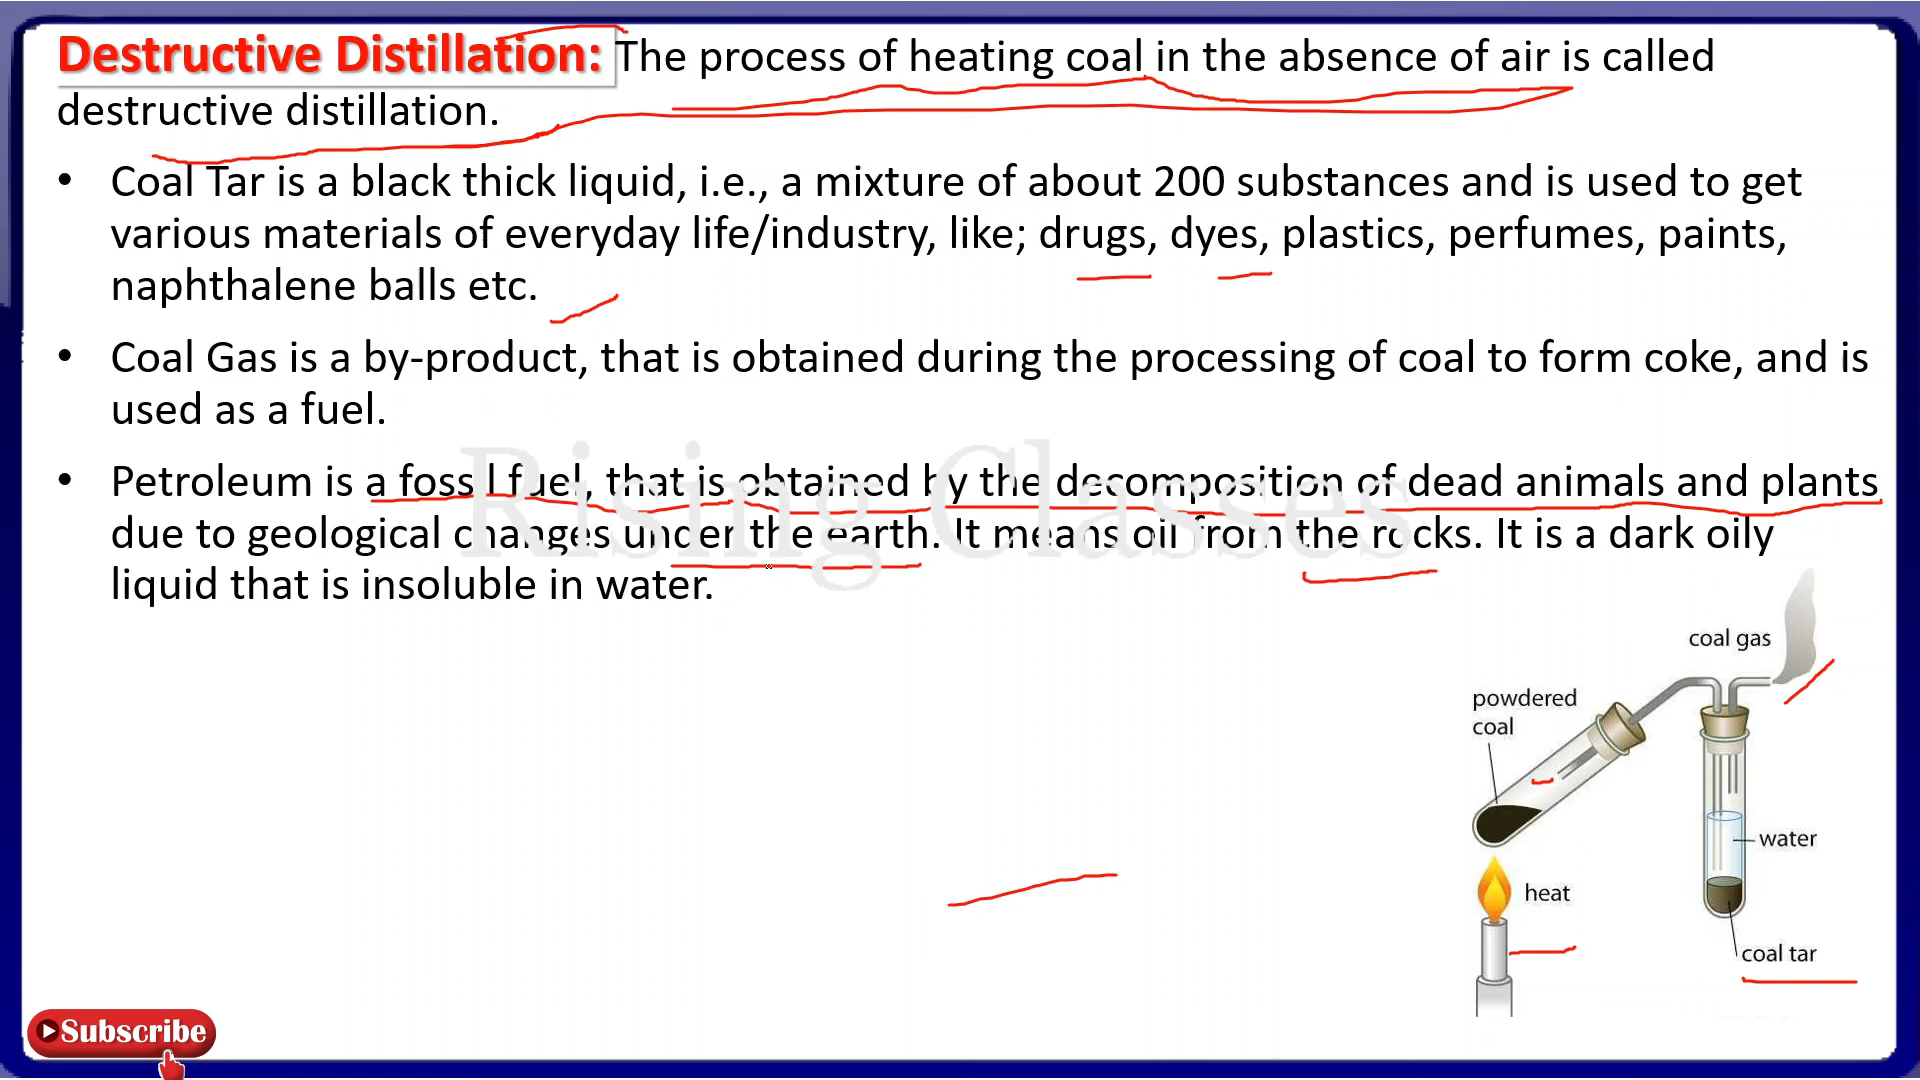 Destructive Distillation: The process of heating coal in the absence of air is called
destructive distillation.
• Coal Tar is a black thick liquid, i.e., a mixture of about 200 substances and is used to get
various materials of everyday life/industry, like; drugs, dyes, plastics, perfumes, paints,
naphthalene balls etc.
• Coal Gas is a by-product, that is obtained during the processing of coal to form coke, and is
used as a fuel.
• Petroleum is a fossil fuel, that is obtained by the decomposition of dead animals and plants
due to geological changes under the earth. It means oil from the rocks. It is a dark oily
liquid that is insoluble in water.
Rising Classes
coal gas
powdered
coal
water
heat
coal tar
Subscribe